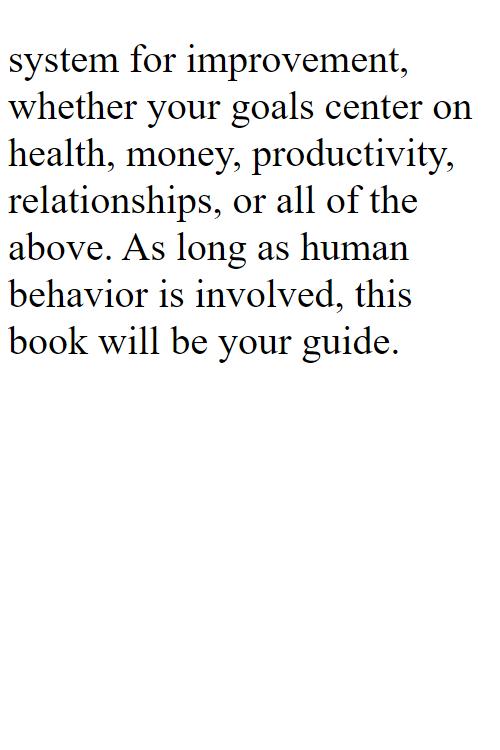 system for improvement,
whether your goals center on
health, money, productivity,
relationships, or all of the
above. As long as human
behavior is involved, this
book will be your guide.